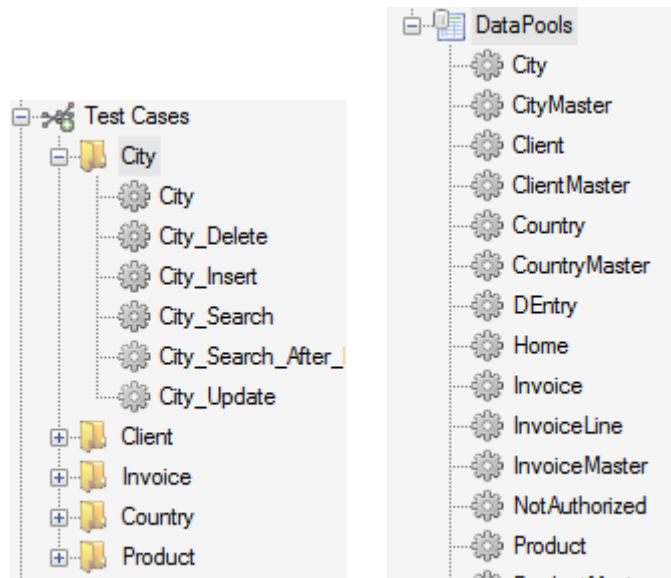 Test Cases
City
City
City_Delete
City_Insert
City_Search
City_Search_After_
City_Update
Client
Invoice
Country
Product
DataPools
City
CityMaster
Client
ClientMaster
Country
CountryMaster
DEntry
Home
Invoice
InvoiceLine
InvoiceMaster
NotAuthorized
Product